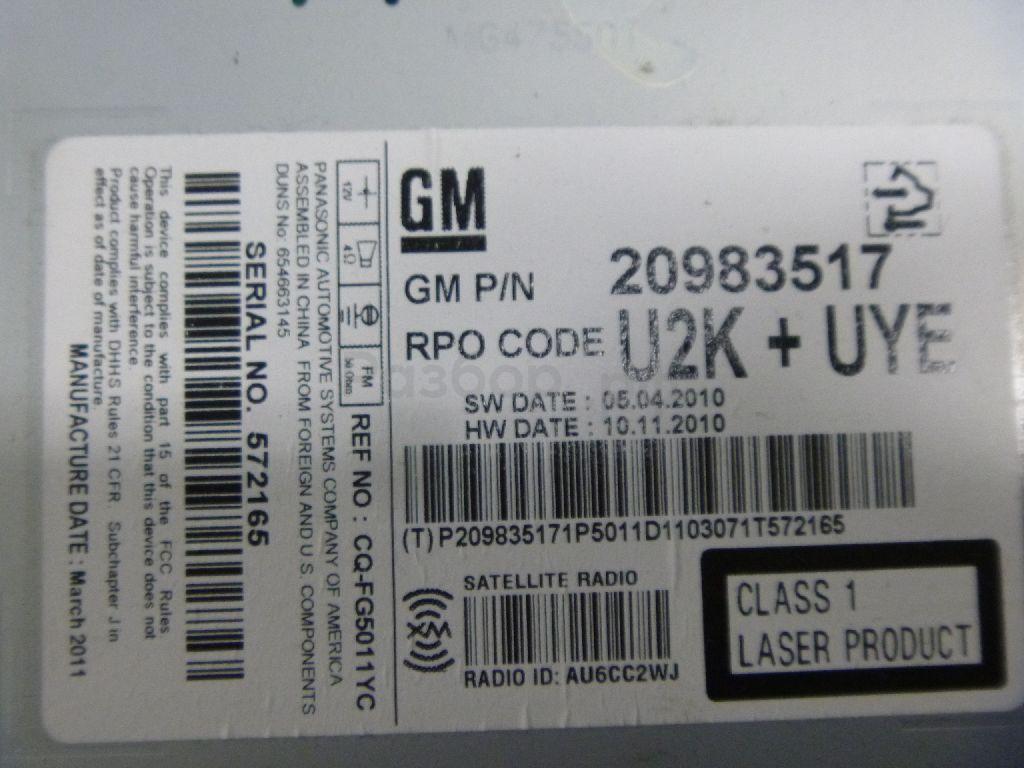 GM
GM P/N 20983517
RPO CODE U2K + UYE
SW DATE : 05.04.2010
HW DATE : 10.11.2010
(T)P209835171P5011D1103071T572165
SATELLITE RADIO
RADIO ID: AU6CC2WJ
CLASS 1
LASER PRODUCT
12V
4Ω
FM
50 Ohm
REF NO : CQ-FG5011YC
PANASONIC AUTOMOTIVE SYSTEMS COMPANY OF AMERICA
ASSEMBLED IN CHINA FROM FOREIGN AND U.S. COMPONENTS
DUNS No: 654663145
SERIAL NO. 572165
This device complies with part 15 of the FCC Rules
Operation is subject to the condition that this device does not
cause harmful interference.
Product complies with DHHS Rules 21 CFR. Subchapter J in
effect as of date of manufacture.
MANUFACTURE DATE : March 2011